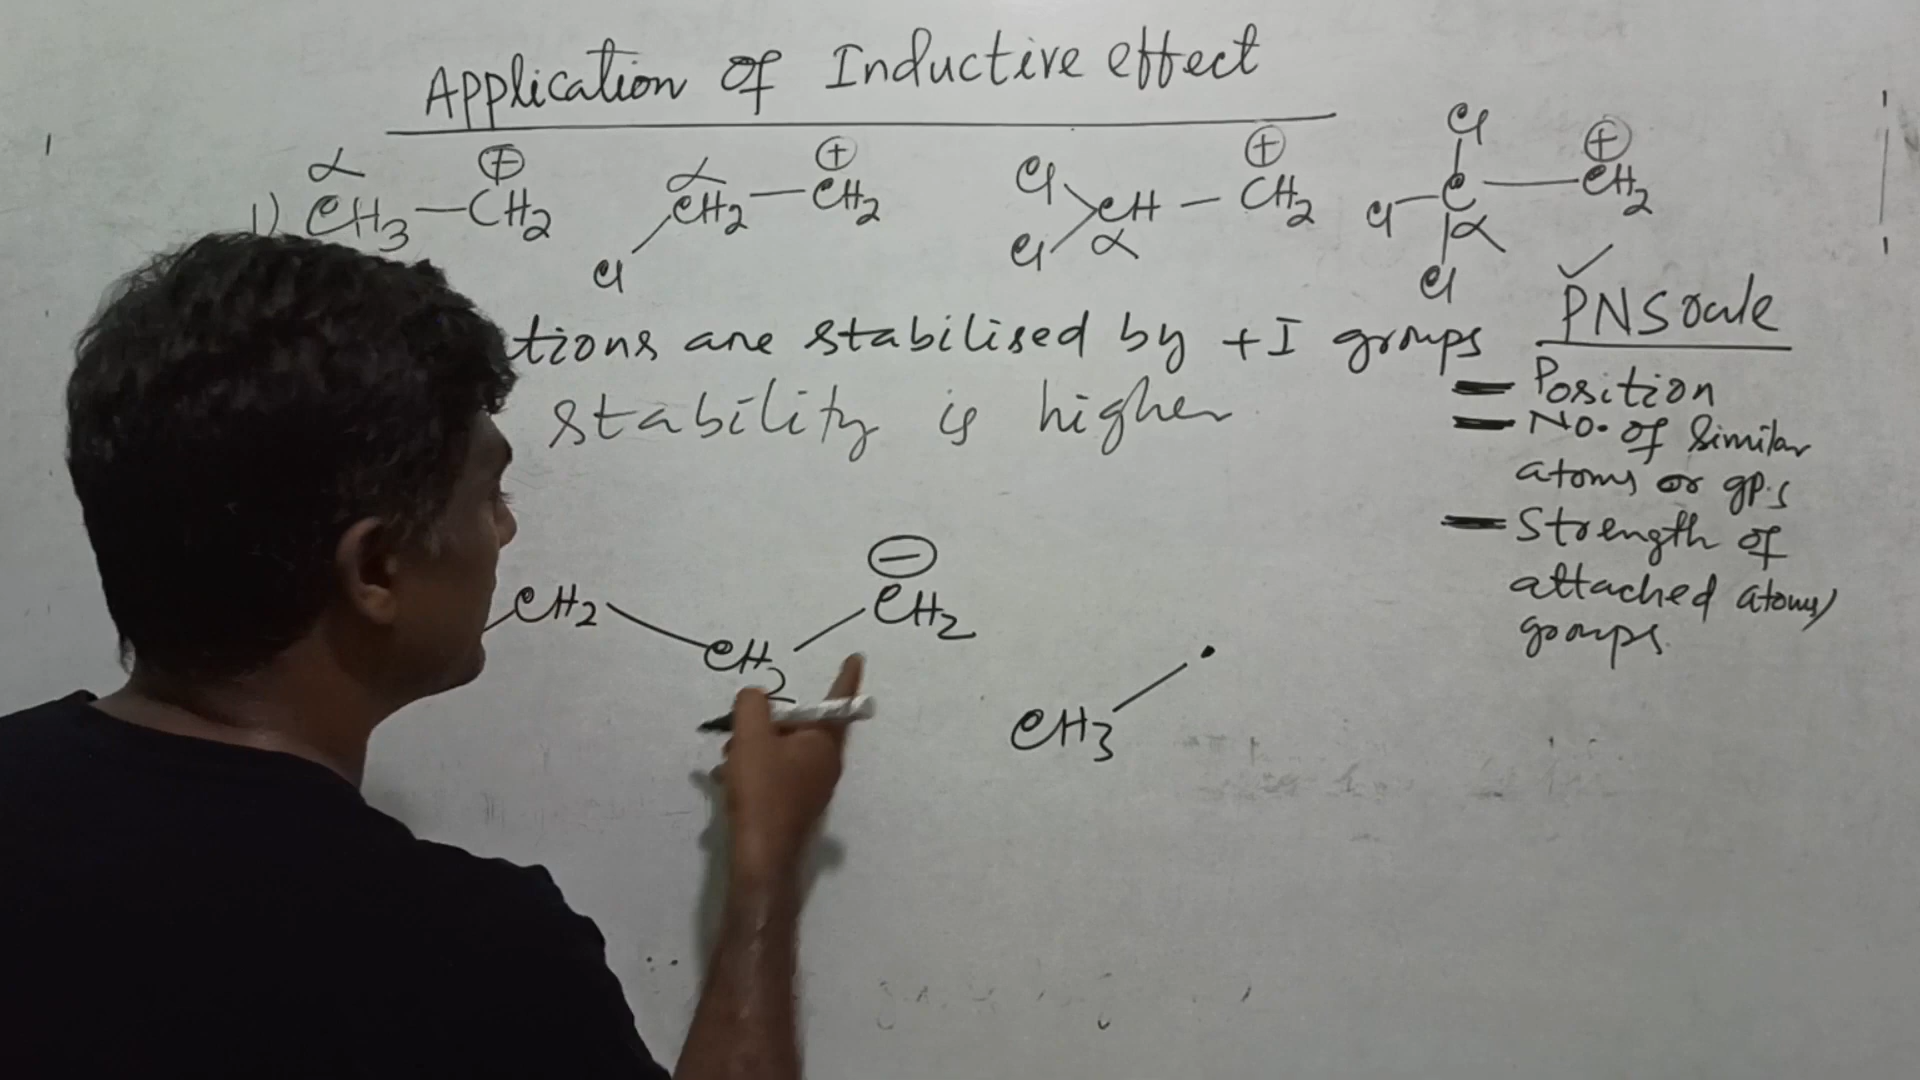 Application of Inductive effect
1) CH3—CH2 CH2—CH2 CH—CH2 C—CH2
α ⊕ α ⊕ α ⊕ α ⊕
Cl Cl Cl Cl Cl Cl
tions are stabilised by +I groups
stability is higher
PNS rule
Position
No. of Similar
atoms or gp.s
Strength of
attached atoms/
groups.
⊖
CH2 CH2 CH2
CH3 •